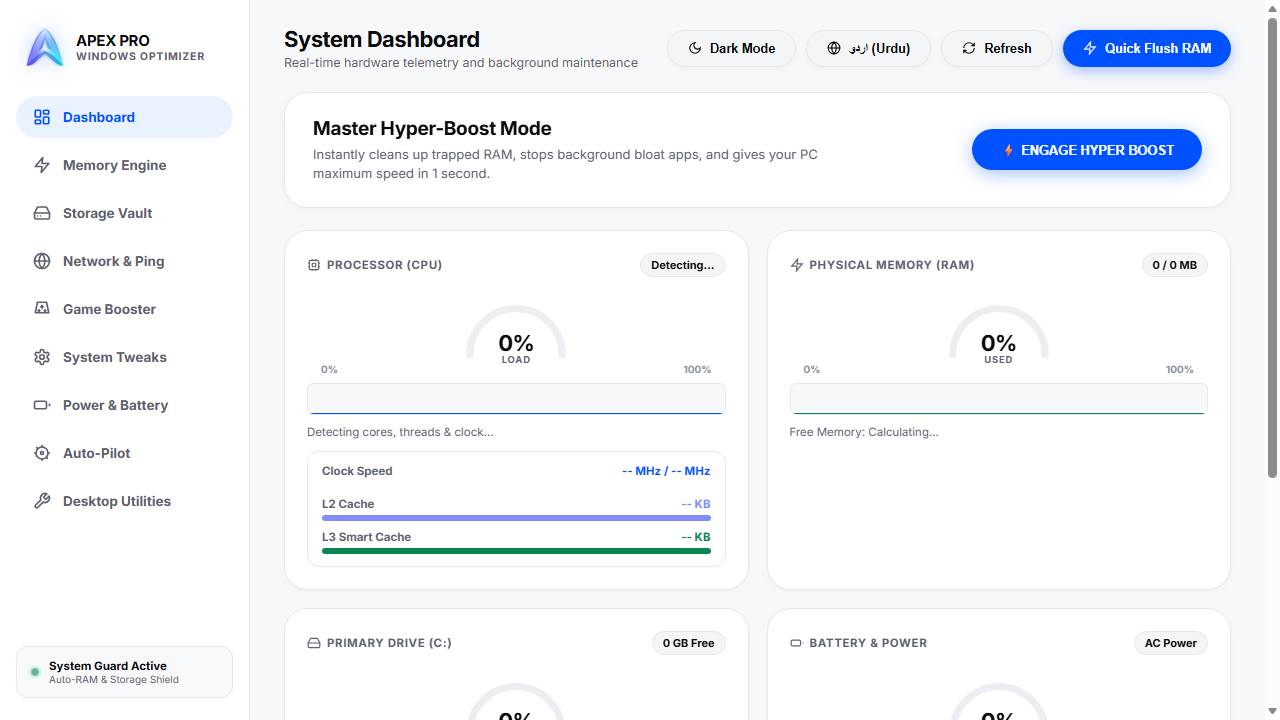 APEX PRO
WINDOWS OPTIMIZER
Dashboard
Memory Engine
Storage Vault
Network & Ping
Game Booster
System Tweaks
Power & Battery
Auto-Pilot
Desktop Utilities
System Guard Active
Auto-RAM & Storage Shield
System Dashboard
Real-time hardware telemetry and background maintenance
Dark Mode
اردو (Urdu)
Refresh
Quick Flush RAM
Master Hyper-Boost Mode
Instantly cleans up trapped RAM, stops background bloat apps, and gives your PC
maximum speed in 1 second.
ENGAGE HYPER BOOST
PROCESSOR (CPU)
Detecting...
0%
LOAD
0%
100%
Detecting cores, threads & clock...
Clock Speed
-- MHz / -- MHz
L2 Cache
-- KB
L3 Smart Cache
-- KB
PHYSICAL MEMORY (RAM)
0 / 0 MB
0%
USED
0%
100%
Free Memory: Calculating...
PRIMARY DRIVE (C:)
0 GB Free
0%
BATTERY & POWER
AC Power
0%